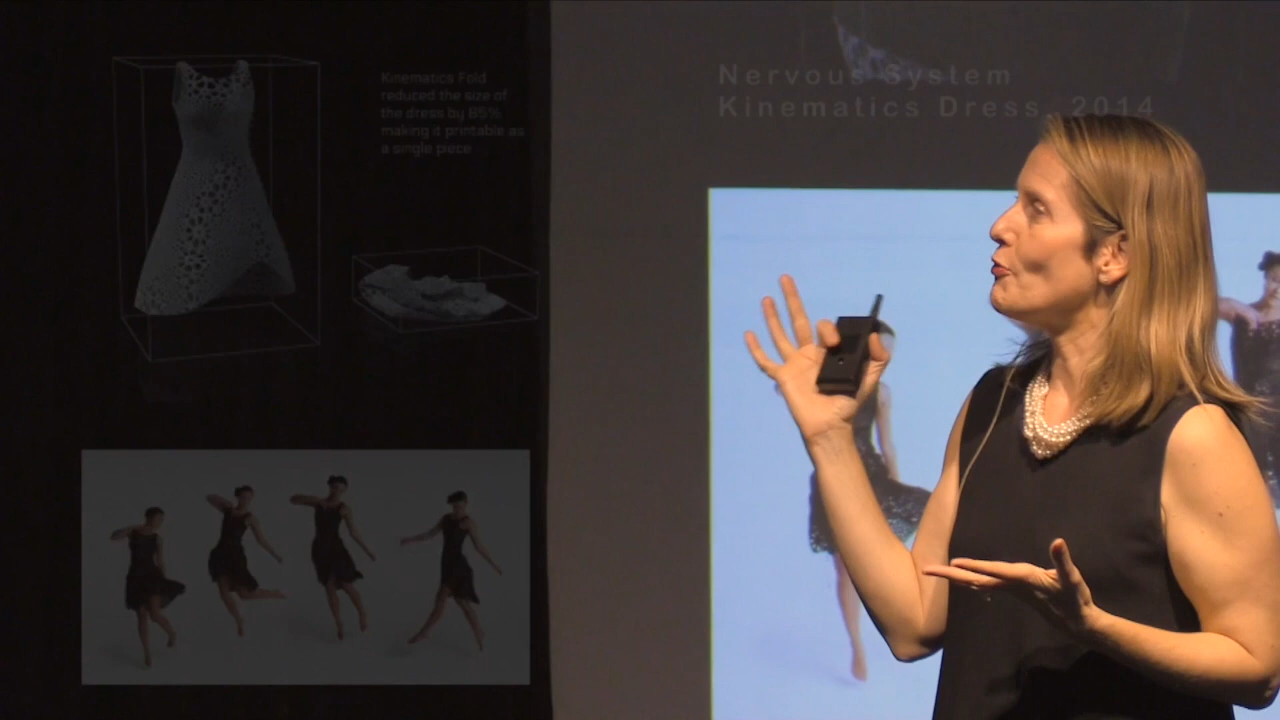 Kinematics Fold
reduced the size of
the dress by 85%
making it printable as
a single piece
Nervous System
Kinematics Dress, 2014